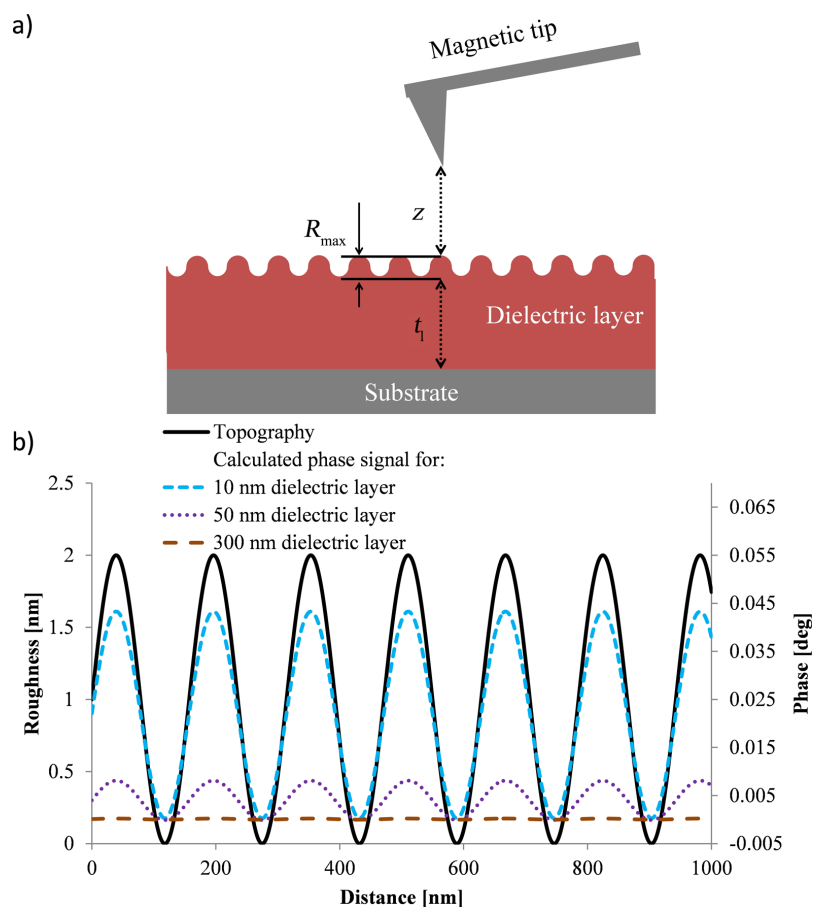 a)
Magnetic tip
z
Rmax
Dielectric layer
t1
Substrate
b)
Topography
Calculated phase signal for:
10 nm dielectric layer
50 nm dielectric layer
300 nm dielectric layer
2.5
2
1.5
1
0.5
0
Roughness [nm]
0.065
0.055
0.045
0.035
0.025
0.015
0.005
-0.005
Phase [deg]
0 200 400 600 800 1000
Distance [nm]